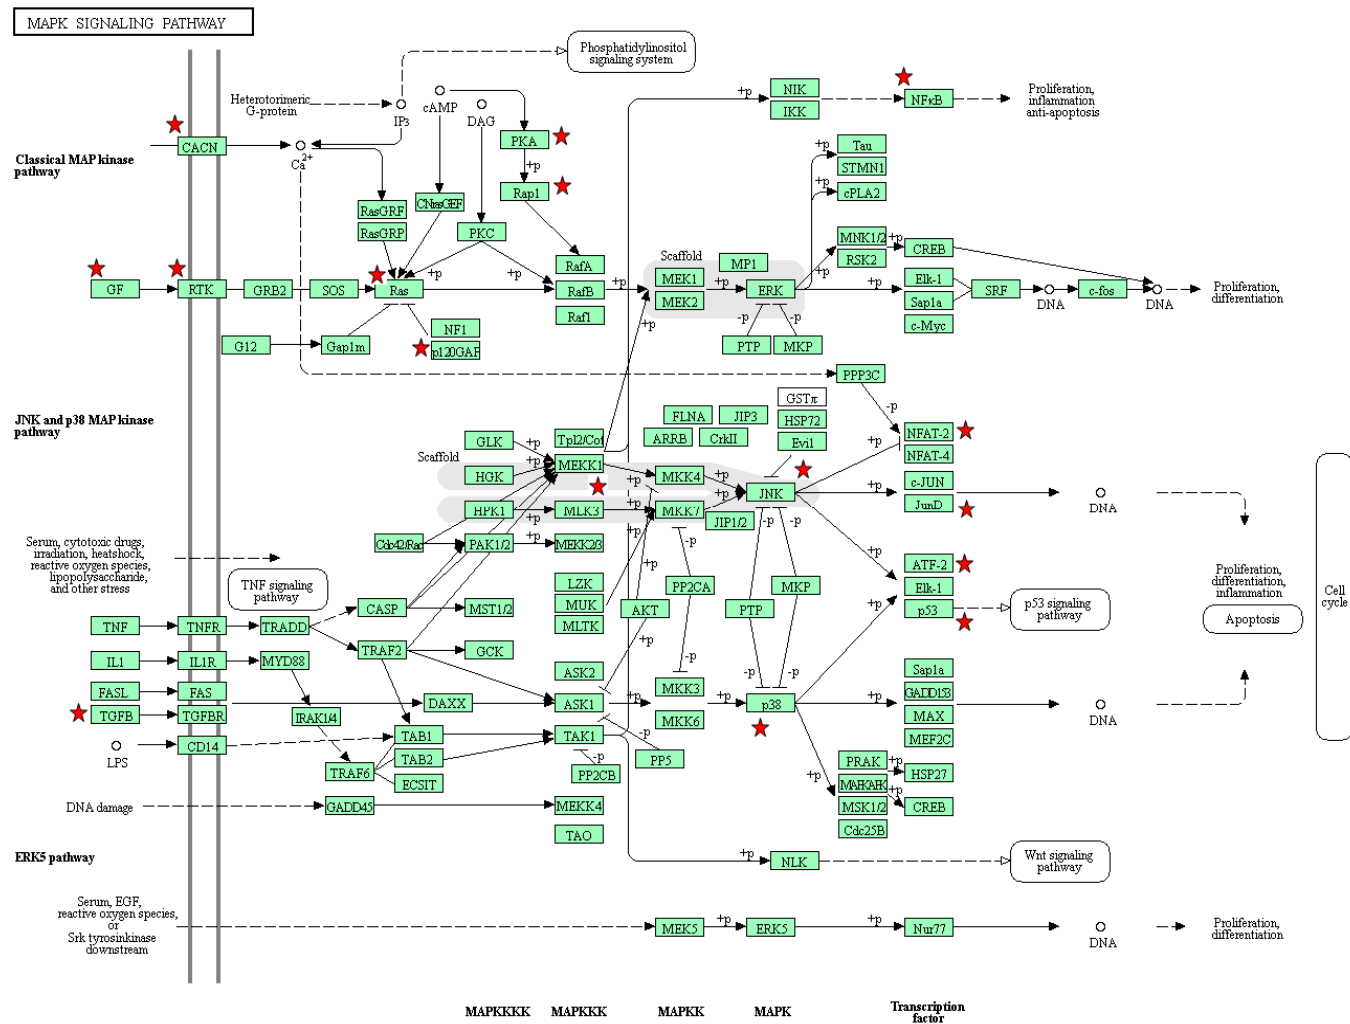 MAPK SIGNALING PATHWAY
Phosphatidylinositol
signaling system
Heterotorimeric
G-protein
IP3
cAMP
DAG
NIK
IKK
+p
NFκB
Proliferation,
inflammation
anti-apoptosis
Classical MAP kinase
pathway
CACN
Ca2+
PKA
+p
Rap1
Tau
STMN1
+p
cPLA2
+p
RasGRF
RasGRP
CNrasGEF
PKC
RafA
RafB
Raf1
Scaffold
MEK1
MEK2
MP1
ERK
MNK1/2
RSK2
+p
CREB
GF
RTK
GRB2
SOS
Ras
+p
+p
+p
+p
+p
+p
Elk-1
Sap1a
c-Myc
SRF
DNA
c-fos
DNA
Proliferation,
differentiation
G12
Gap1m
NF1
p120GAP
+p
-p
-p
PTP
MKP
PPP3C
-p
JNK and p38 MAP kinase
pathway
GSTπ
FLNA
JIP3
HSP72
ARRB
CrkII
Evi1
NFAT-2
NFAT-4
Scaffold
GLK
+p
Tpl2/Cot
HGK
+p
MEKK1
MKK4
+p
JNK
+p
c-JUN
JunD
DNA
HPK1
+p
MLK3
MKK7
+p
JIP1/2
-p
-p
Cdc42/Rac
PAK1/2
+p
MEKK2/3
+p
-p
+p
Serum, cytotoxic drugs,
irradiation, heatshock,
reactive oxygen species,
lipopolysaccharide,
and other stress
TNF signaling
pathway
LZK
MUK
MLTK
AKT
PP2CA
PTP
MKP
ATF-2
Elk-1
p53
+p
p53 signaling
pathway
Proliferation,
differentiation,
inflammation
Apoptosis
Cell
cycle
CASP
MST1/2
TNF
TNFR
TRADD
TRAF2
GCK
+p
-p
-p
-p
IL1
IL1R
MYD88
ASK2
MKK3
MKK6
Sap1a
GADD153
MAX
MEF2C
FASL
FAS
DAXX
ASK1
+p
+p
p38
+p
DNA
TGFB
TGFBR
IRAK1/4
TAB1
TAK1
LPS
CD14
TAB2
ECSIT
TRAF6
-p
-p
PP5
PP2CB
+p
PRAK
MAPKAPK
MSK1/2
Cdc25B
+p
HSP27
+p
CREB
DNA damage
GADD45
MEKK4
TAO
ERK5 pathway
+p
NLK
Wnt signaling
pathway
Serum, EGF,
reactive oxygen species,
or
Srk tyrosinkinase
downstream
MEK5
+p
ERK5
+p
Nur77
DNA
Proliferation,
differentiation
MAPKKKK
MAPKKK
MAPKK
MAPK
Transcription
factor